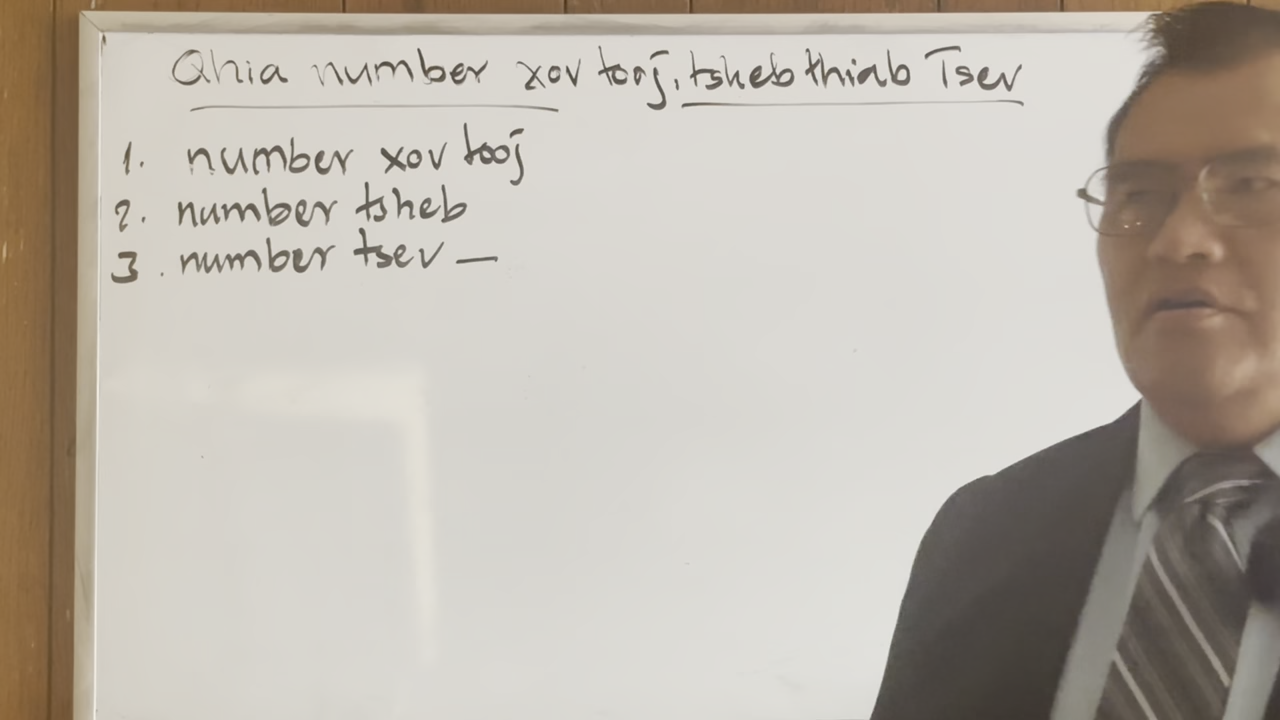 Qhia number xov tooj, tsheb thiab Tsev
1. number xov tooj
2. number tsheb
3. number tsev —